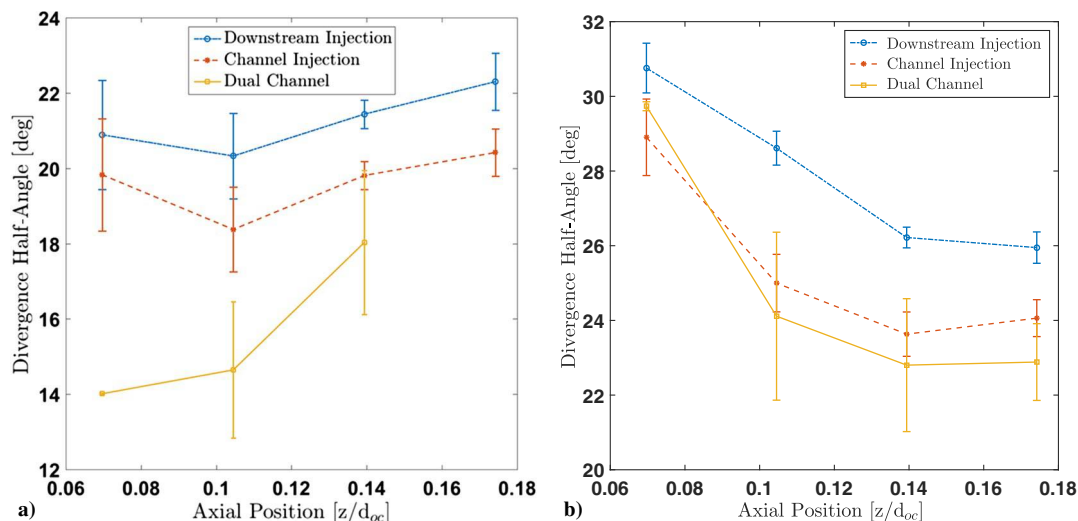 24
22
20
18
16
14
12
0.06
0.08
0.1
0.12
0.14
0.16
0.18
Divergence Half-Angle [deg]
Axial Position [z/d_oc]
Downstream Injection
Channel Injection
Dual Channel
a)
32
30
28
26
24
22
20
0.06
0.08
0.10
0.12
0.14
0.16
0.18
Divergence Half-Angle [deg]
Axial Position [z/d_oc]
Downstream Injection
Channel Injection
Dual Channel
b)